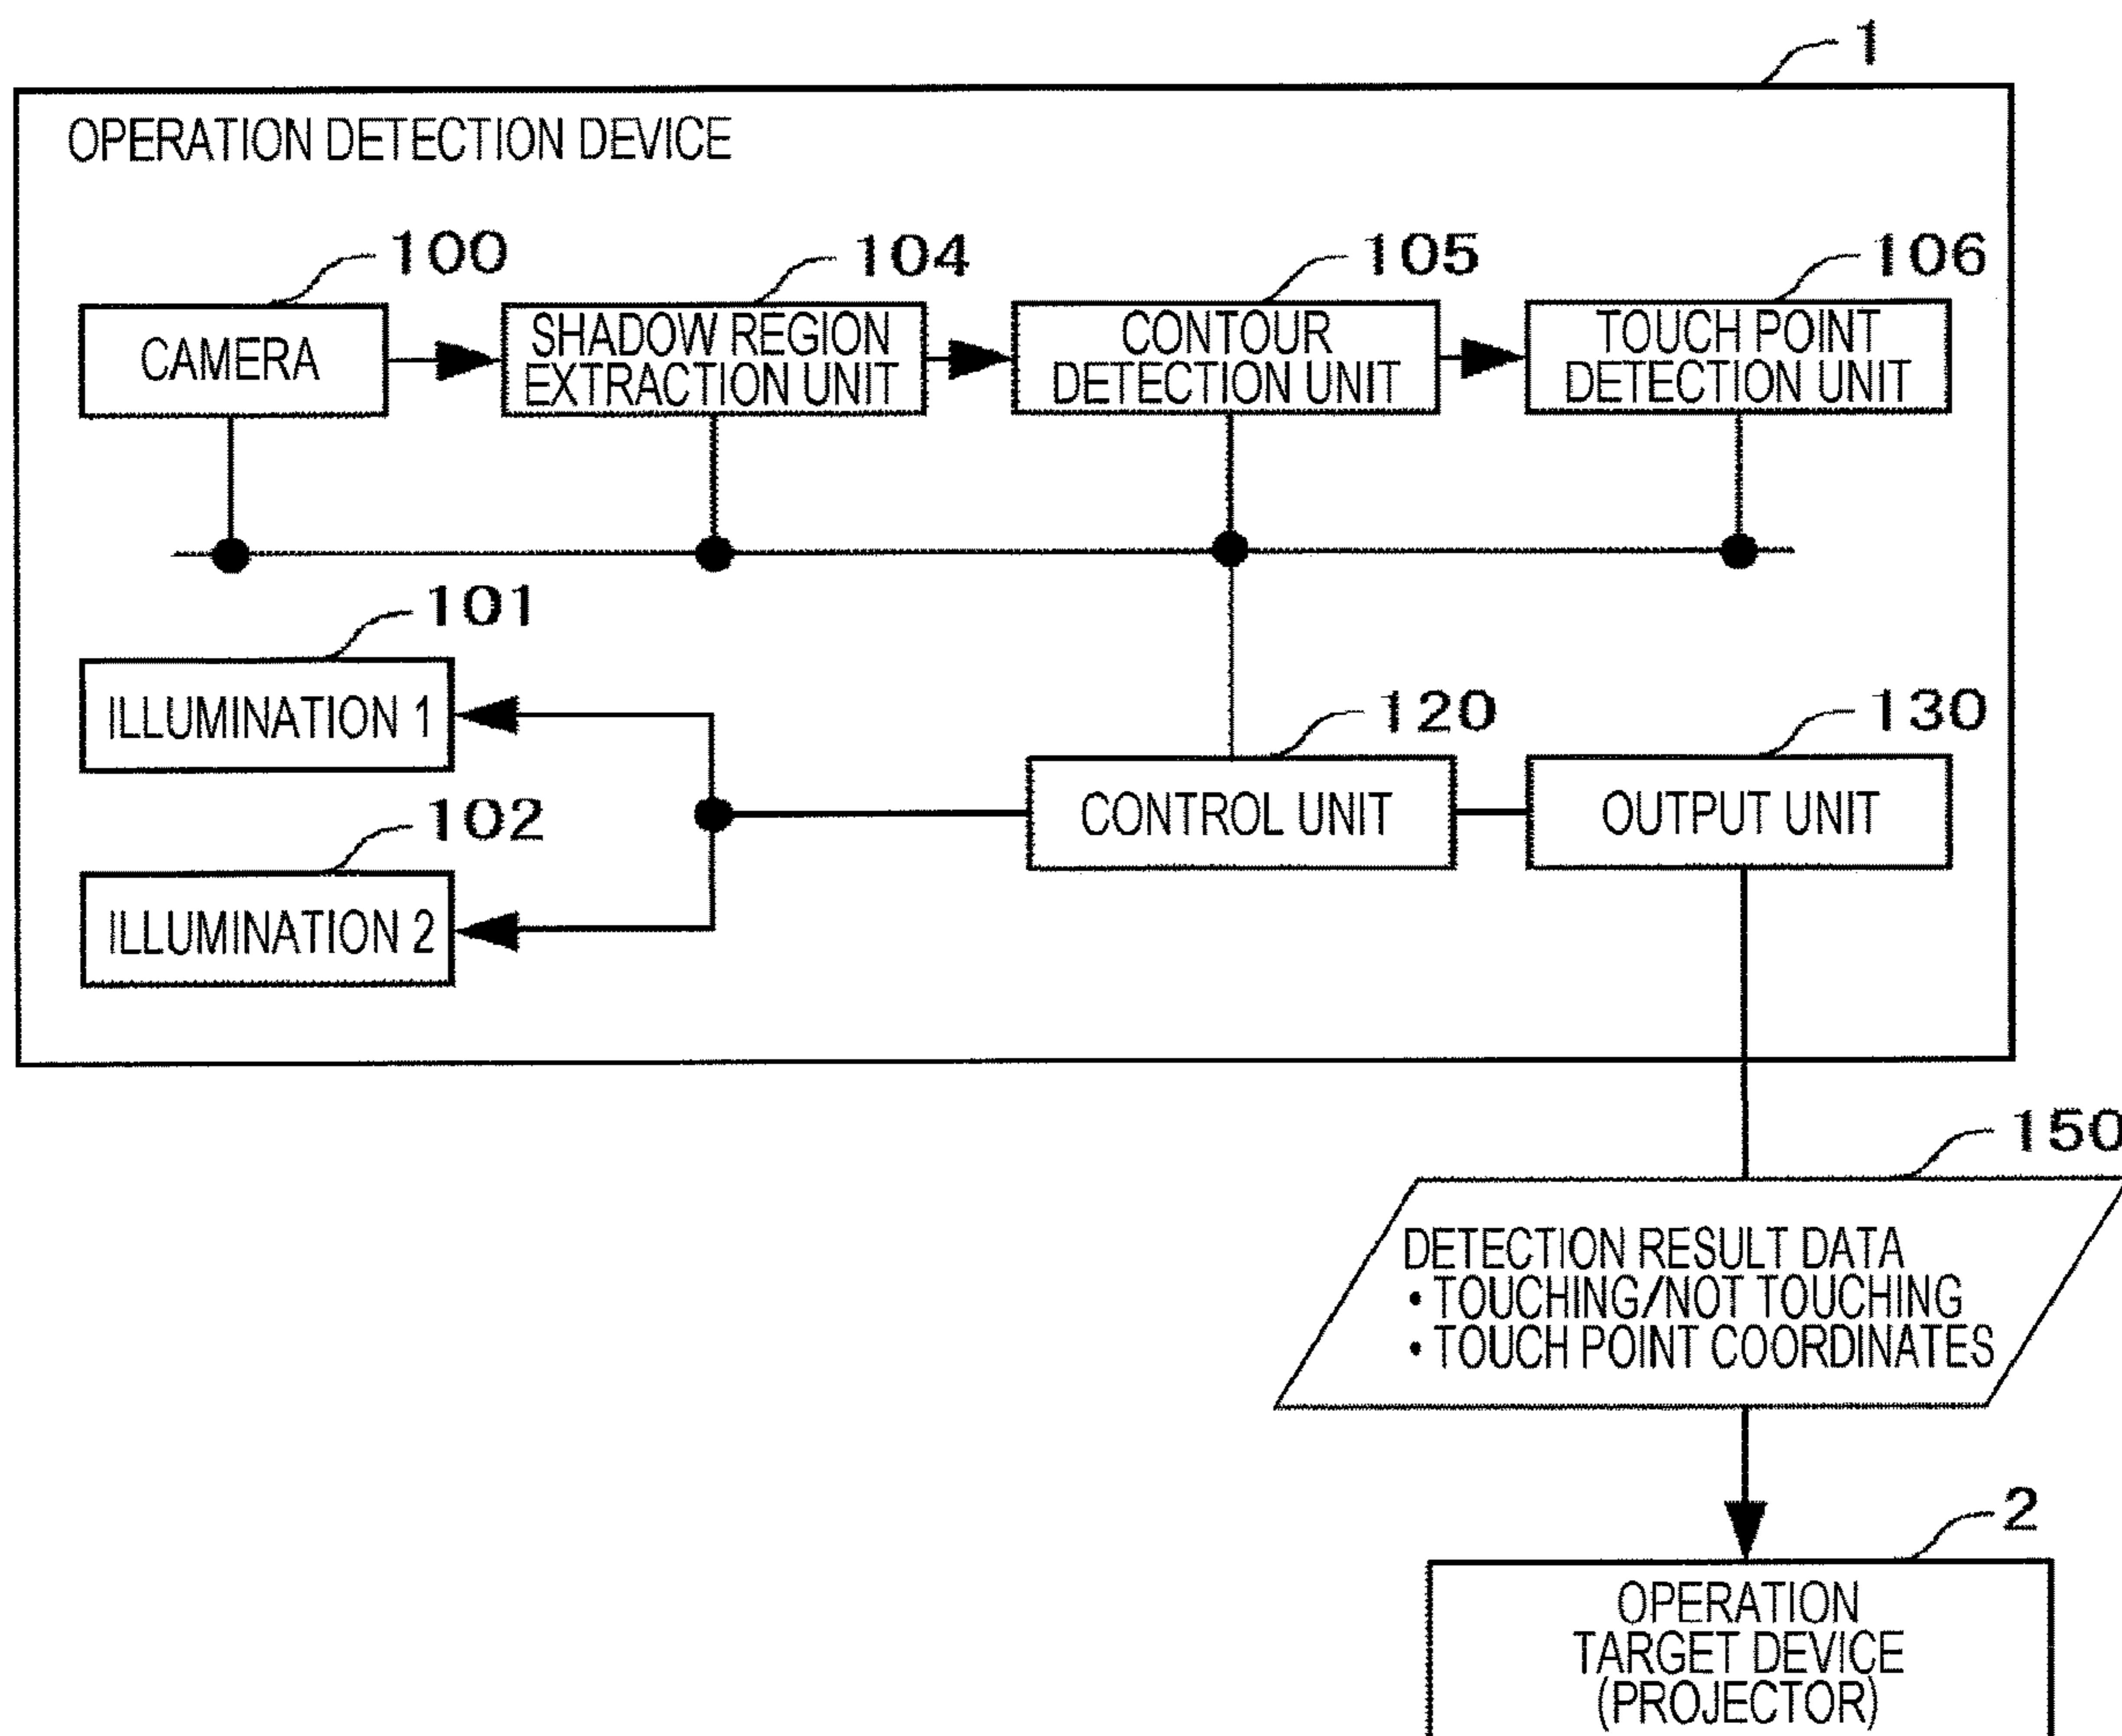 1
OPERATION DETECTION DEVICE
100
104
105
106
CAMERA
SHADOW REGION
EXTRACTION UNIT
CONTOUR
DETECTION UNIT
TOUCH POINT
DETECTION UNIT
101
ILLUMINATION 1
120
130
CONTROL UNIT
OUTPUT UNIT
102
ILLUMINATION 2
150
DETECTION RESULT DATA
• TOUCHING/NOT TOUCHING
• TOUCH POINT COORDINATES
2
OPERATION
TARGET DEVICE
(PROJECTOR)